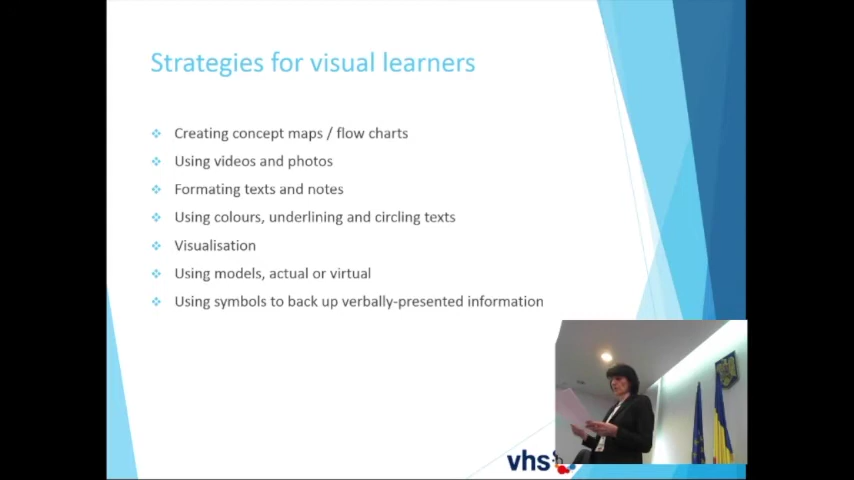 Strategies for visual learners
Creating concept maps / flow charts
Using videos and photos
Formating texts and notes
Using colours, underlining and circling texts
Visualisation
Using models, actual or virtual
Using symbols to back up verbally-presented information
vhs